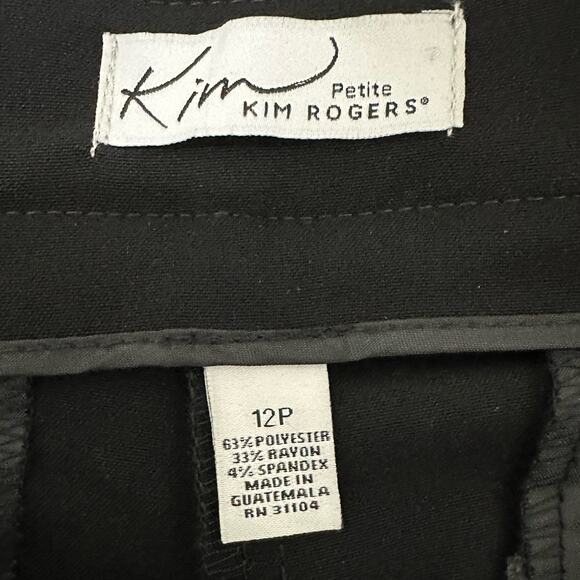 Kim
Petite
KIM ROGERS®
12P
63% POLYESTER
33% RAYON
4% SPANDEX
MADE IN
GUATEMALA
RN 31104